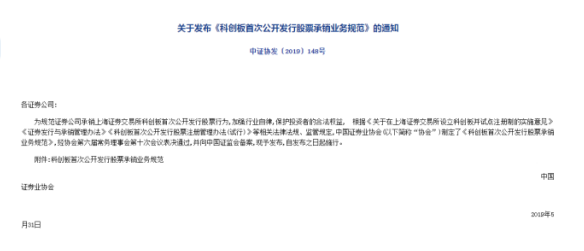 关于发布《科创板首次公开发行股票承销业务规范》的通知
中证协发〔2019〕148号
各证券公司：
为规范证券公司承销上海证券交易所科创板首次公开发行股票行为,加强行业自律,保护投资者的合法权益, 根据《关于在上海证券交易所设立科创板并试点注册制的实施意见》
《证券发行与承销管理办法》《科创板首次公开发行股票注册管理办法(试行)》等相关法律法规、监管规定,中国证券业协会(以下简称“协会”)制定了《科创板首次公开发行股票承销
业务规范》,经协会第六届常务理事会第十次会议表决通过,并向中国证监会备案,现予发布,自发布之日起施行。
附件:科创板首次公开发行股票承销业务规范
中国
证券业协会
2019年5
月31日